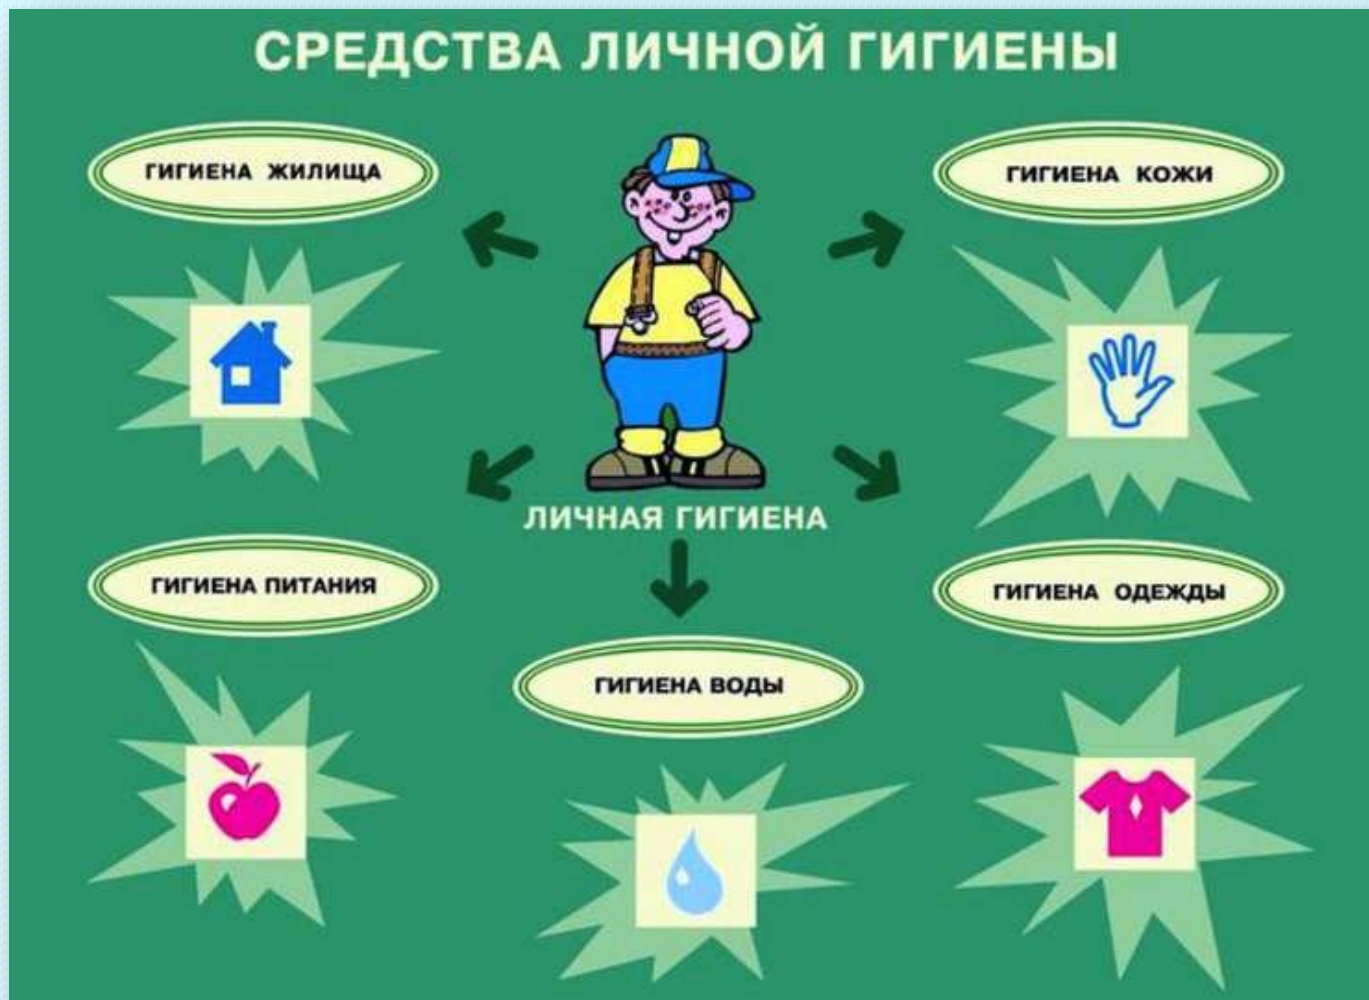 СРЕДСТВА ЛИЧНОЙ ГИГИЕНЫ
ГИГИЕНА ЖИЛИЩА
ГИГИЕНА КОЖИ
ЛИЧНАЯ ГИГИЕНА
ГИГИЕНА ПИТАНИЯ
ГИГИЕНА ОДЕЖДЫ
ГИГИЕНА ВОДЫ